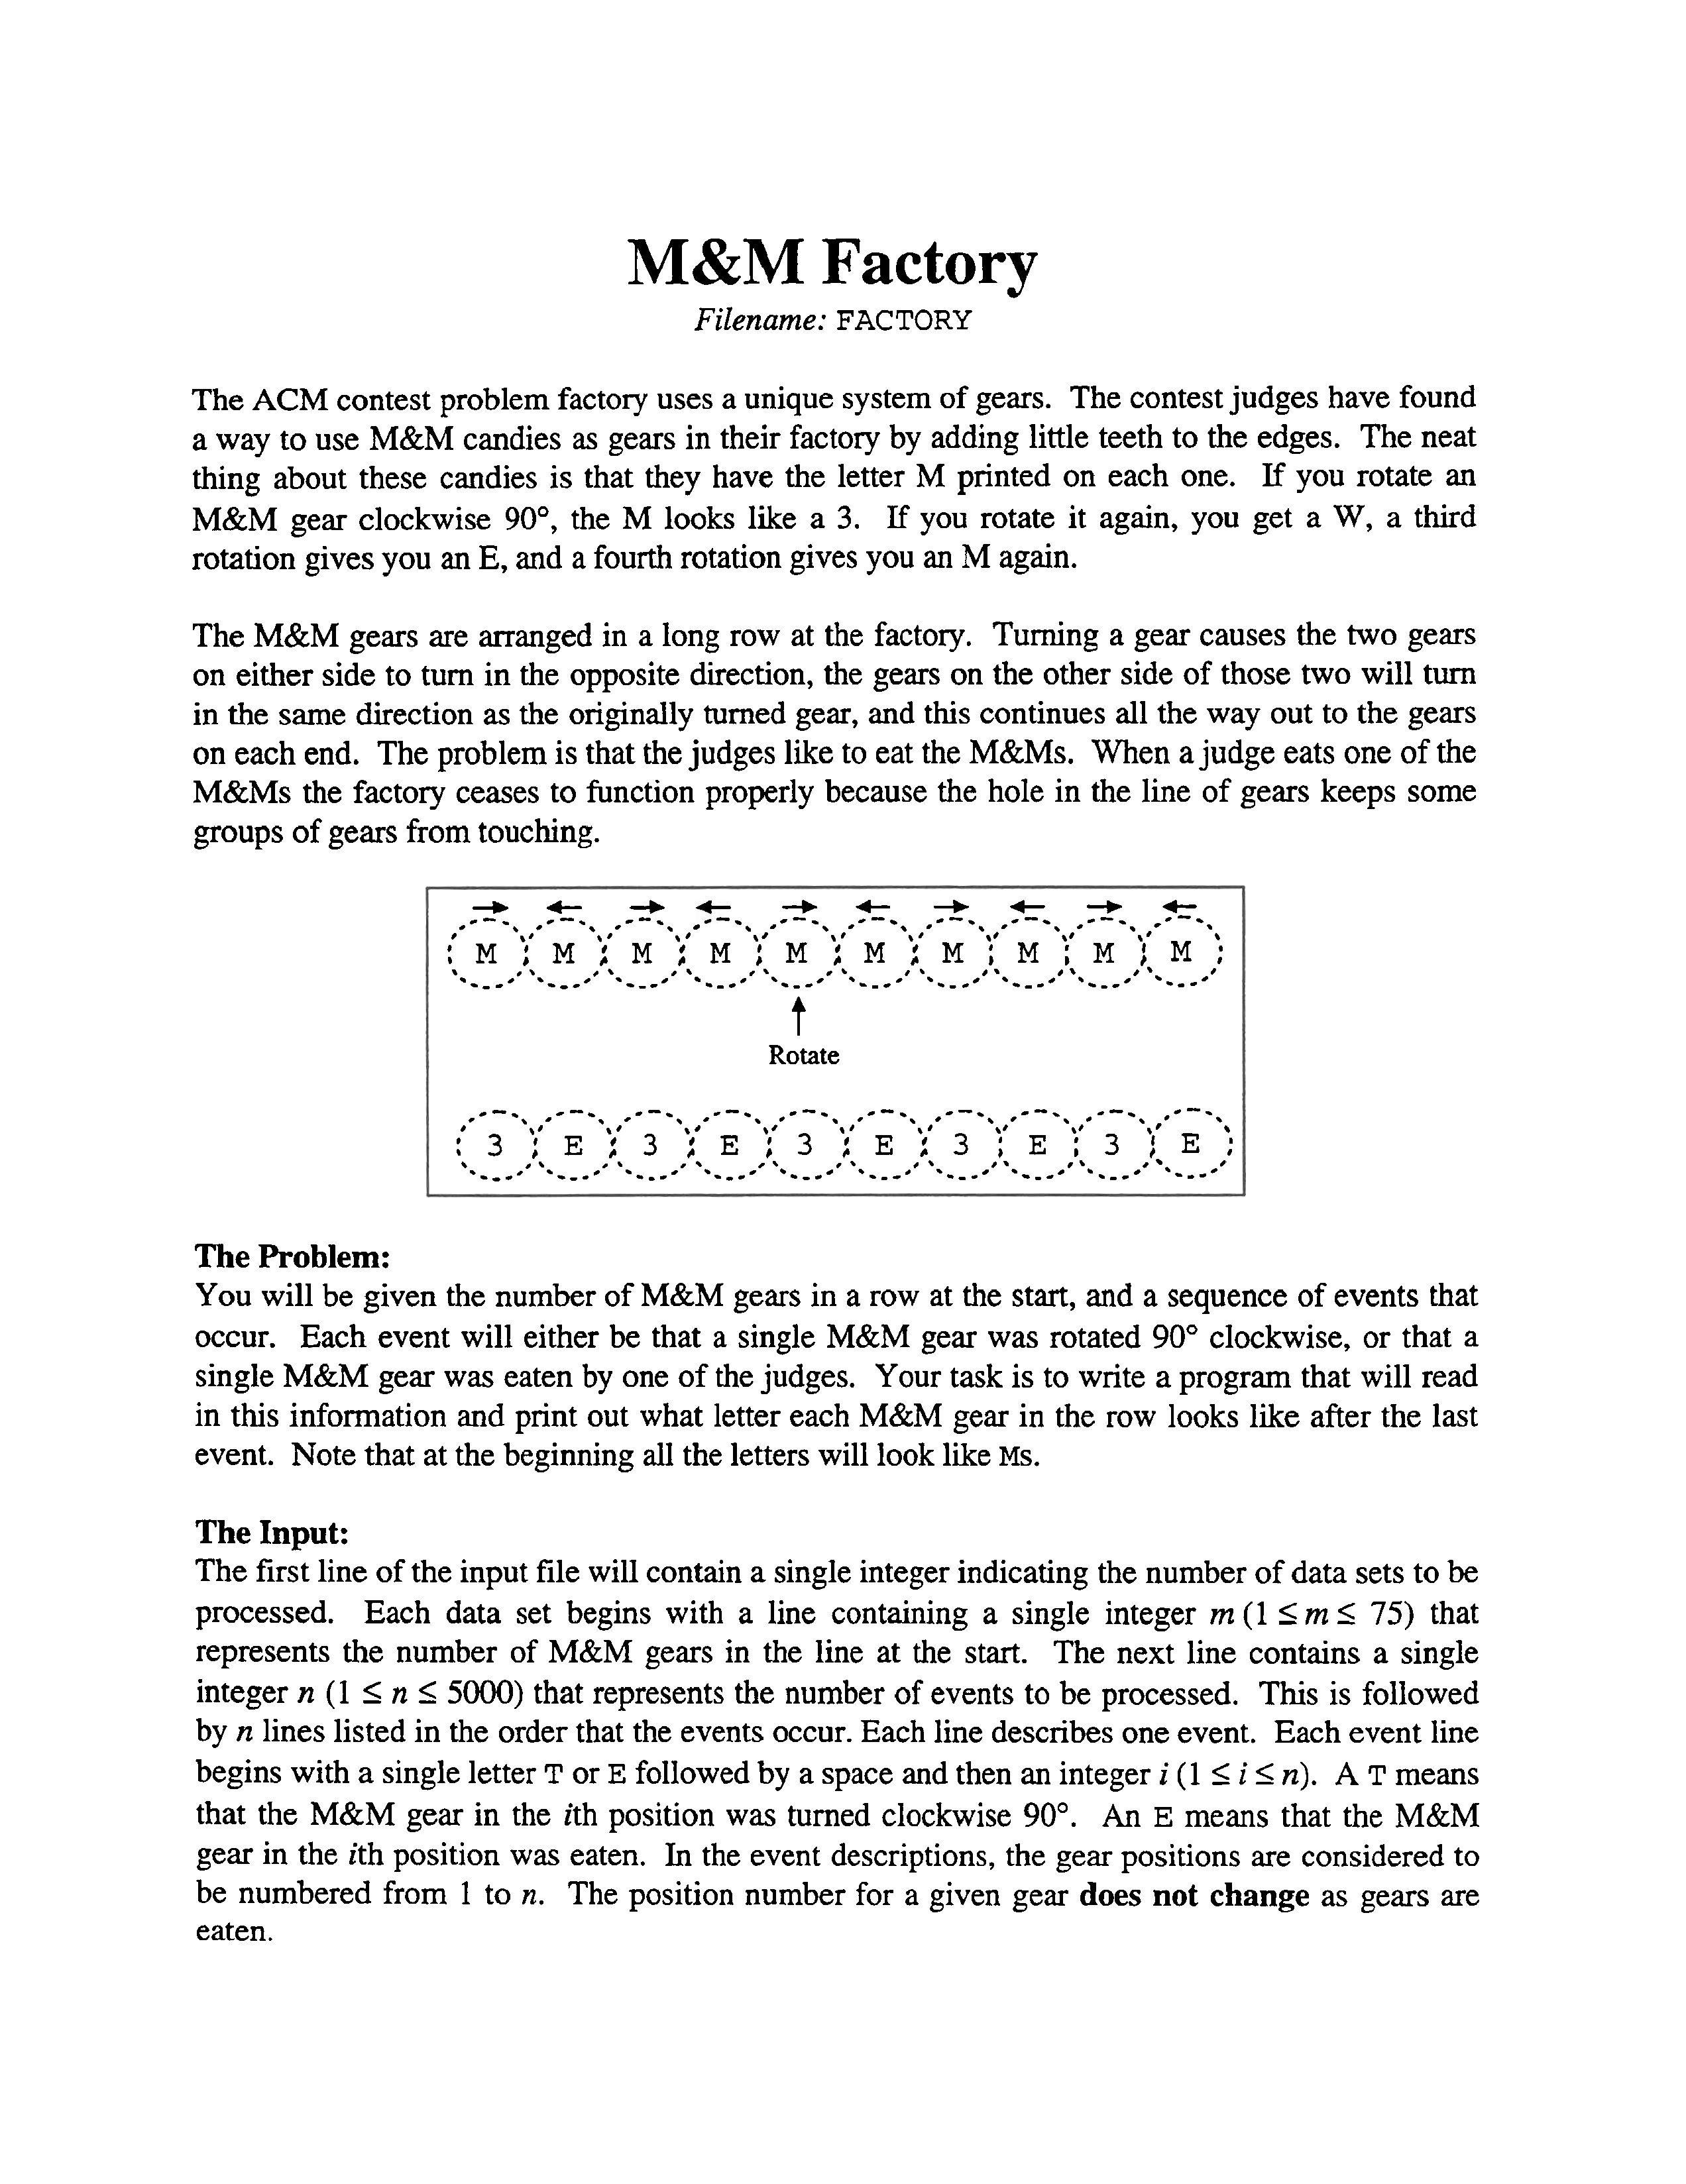 M&M Factory
Filename: FACTORY
The ACM contest problem factory uses a unique system of gears. The contest judges have found
a way to use M&M candies as gears in their factory by adding little teeth to the edges. The neat
thing about these candies is that they have the letter M printed on each one. If you rotate an
M&M gear clockwise 90°, the M looks like a 3. If you rotate it again, you get a W, a third
rotation gives you an E, and a fourth rotation gives you an M again.
The M&M gears are arranged in a long row at the factory. Turning a gear causes the two gears
on either side to turn in the opposite direction, the gears on the other side of those two will turn
in the same direction as the originally turned gear, and this continues all the way out to the gears
on each end. The problem is that the judges like to eat the M&Ms. When a judge eats one of the
M&Ms the factory ceases to function properly because the hole in the line of gears keeps some
groups of gears from touching.
M M M M M M M M M M
Rotate
3 E 3 E 3 E 3 E 3 E
The Problem:
You will be given the number of M&M gears in a row at the start, and a sequence of events that
occur. Each event will either be that a single M&M gear was rotated 90° clockwise, or that a
single M&M gear was eaten by one of the judges. Your task is to write a program that will read
in this information and print out what letter each M&M gear in the row looks like after the last
event. Note that at the beginning all the letters will look like Ms.
The Input:
The first line of the input file will contain a single integer indicating the number of data sets to be
processed. Each data set begins with a line containing a single integer m (1 ≤ m ≤ 75) that
represents the number of M&M gears in the line at the start. The next line contains a single
integer n (1 ≤ n ≤ 5000) that represents the number of events to be processed. This is followed
by n lines listed in the order that the events occur. Each line describes one event. Each event line
begins with a single letter T or E followed by a space and then an integer i (1 ≤ i ≤ n). A T means
that the M&M gear in the ith position was turned clockwise 90°. An E means that the M&M
gear in the ith position was eaten. In the event descriptions, the gear positions are considered to
be numbered from 1 to n. The position number for a given gear does not change as gears are
eaten.